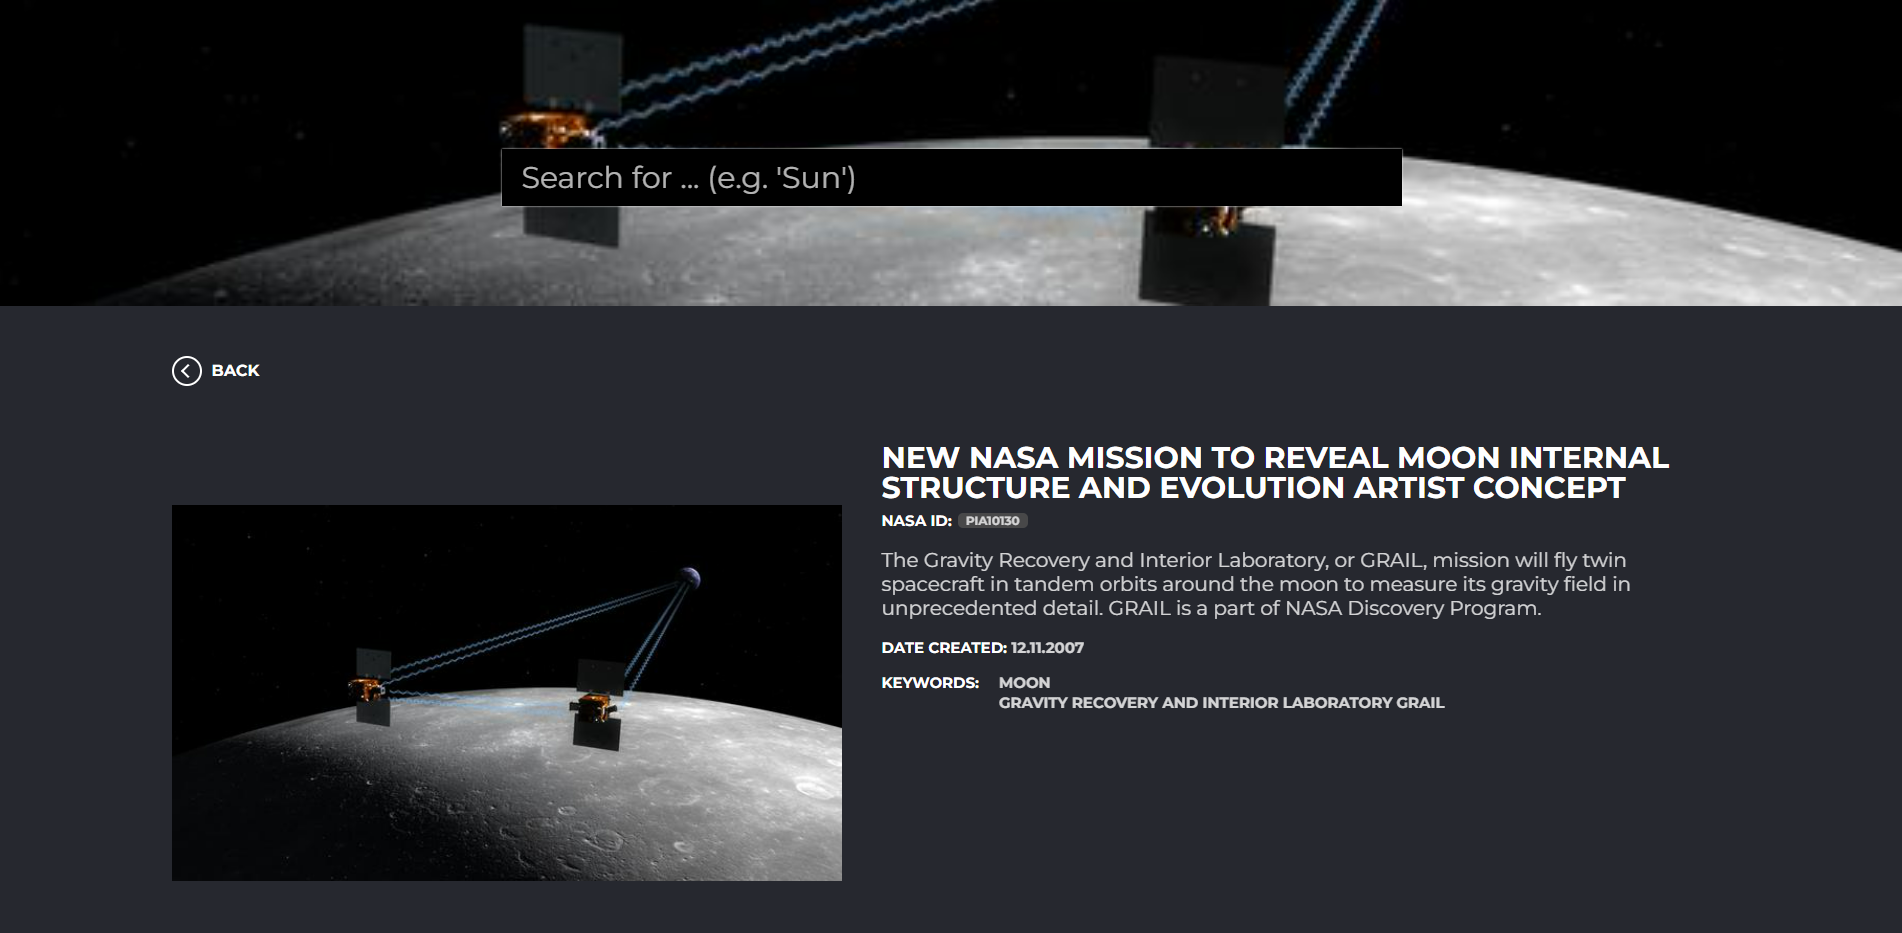 Search for ... (e.g. 'Sun')
BACK
NEW NASA MISSION TO REVEAL MOON INTERNAL
STRUCTURE AND EVOLUTION ARTIST CONCEPT
NASA ID: PIA10130
The Gravity Recovery and Interior Laboratory, or GRAIL, mission will fly twin
spacecraft in tandem orbits around the moon to measure its gravity field in
unprecedented detail. GRAIL is a part of NASA Discovery Program.
DATE CREATED: 12.11.2007
KEYWORDS: MOON
GRAVITY RECOVERY AND INTERIOR LABORATORY GRAIL